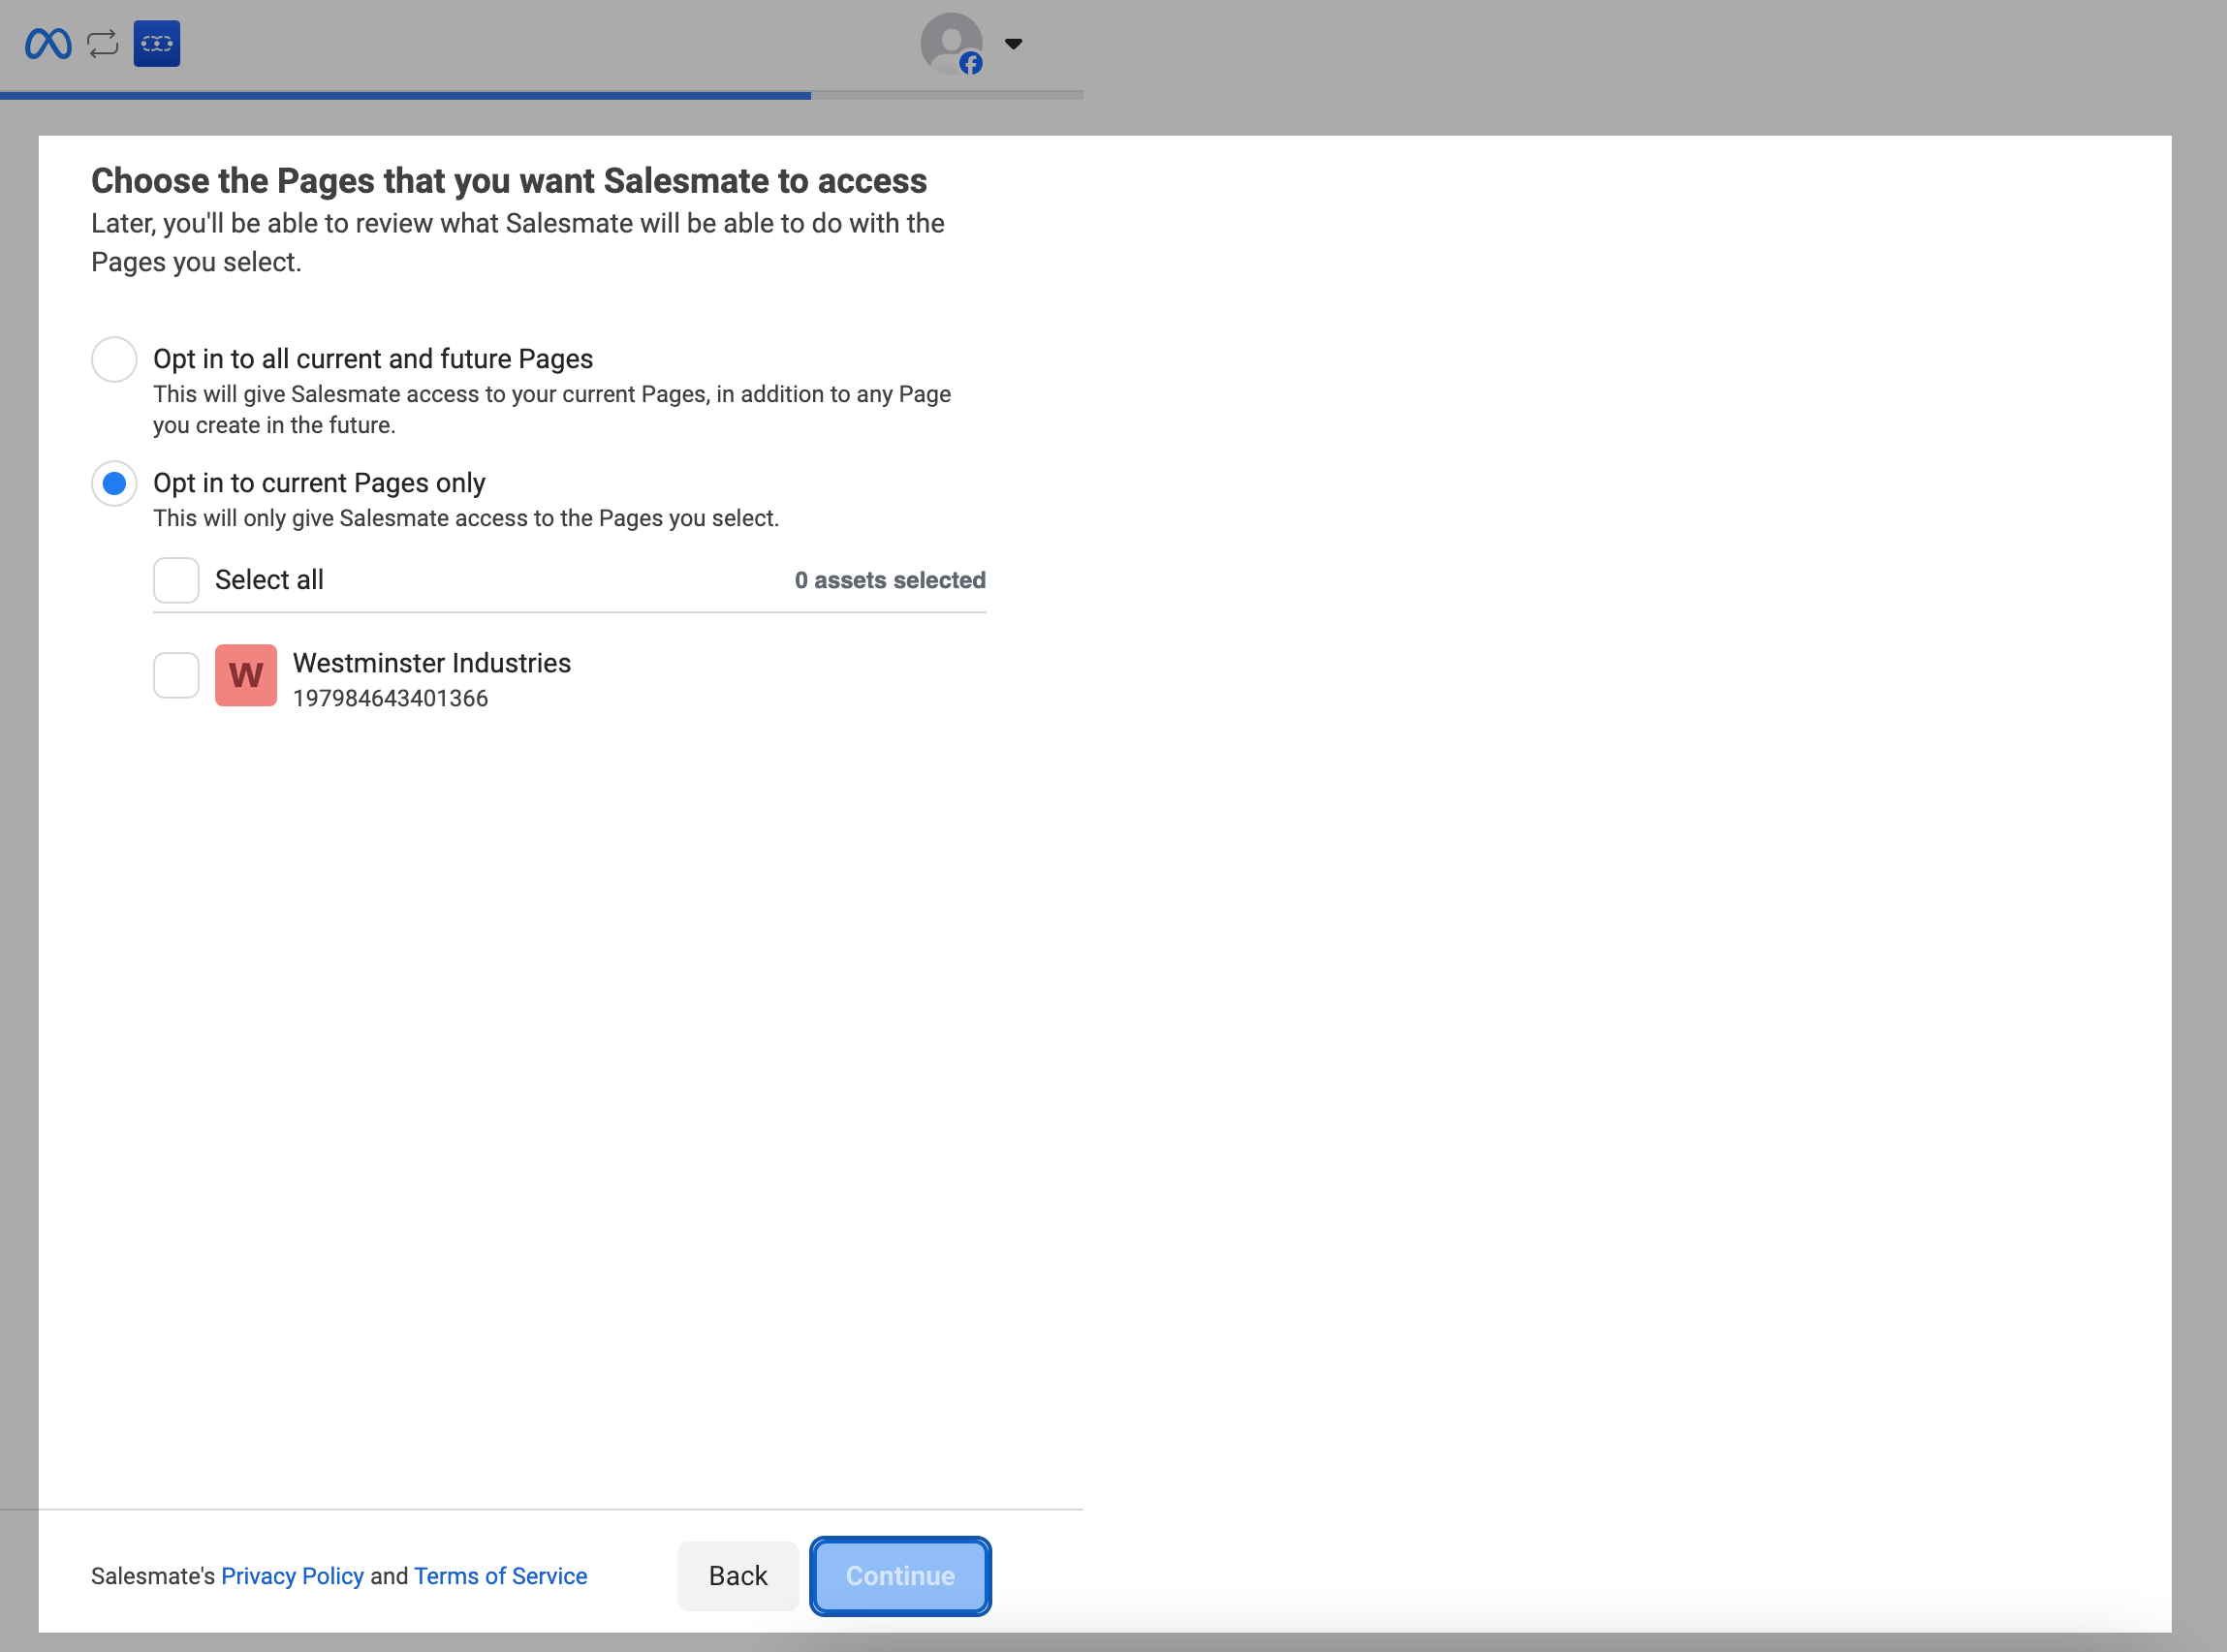 Choose the Pages that you want Salesmate to access
Later, you'll be able to review what Salesmate will be able to do with the
Pages you select.
Opt in to all current and future Pages
This will give Salesmate access to your current Pages, in addition to any Page
you create in the future.
Opt in to current Pages only
This will only give Salesmate access to the Pages you select.
Select all
0 assets selected
W
Westminster Industries
197984643401366
Salesmate's Privacy Policy and Terms of Service
Back
Continue